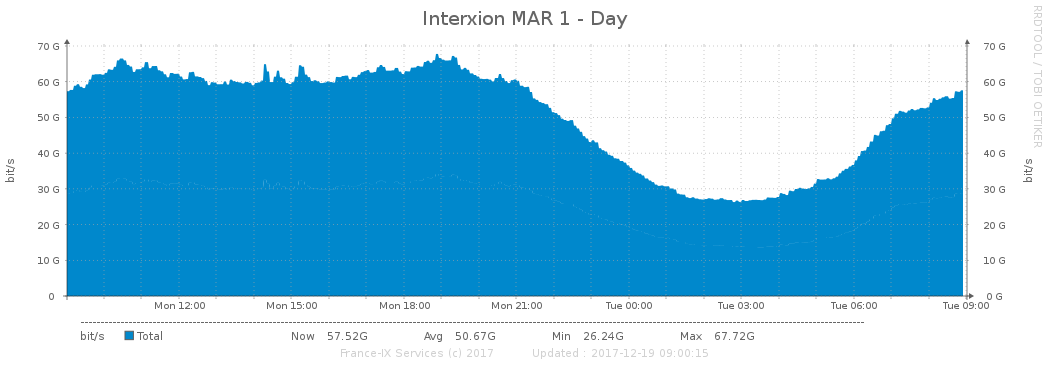 Interxion MAR 1 - Day
RRDTOOL / TOBI OETIKER
70 G 70 G
60 G 60 G
50 G 50 G
40 G 40 G
30 G 30 G
20 G 20 G
10 G 10 G
0 0 G
bit/s bit/s
Mon 12:00 Mon 15:00 Mon 18:00 Mon 21:00 Tue 00:00 Tue 03:00 Tue 06:00 Tue 09:00
bit/s Total Now 57.52G Avg 50.67G Min 26.24G Max 67.72G
France-IX Services (c) 2017 Updated : 2017-12-19 09:00:15